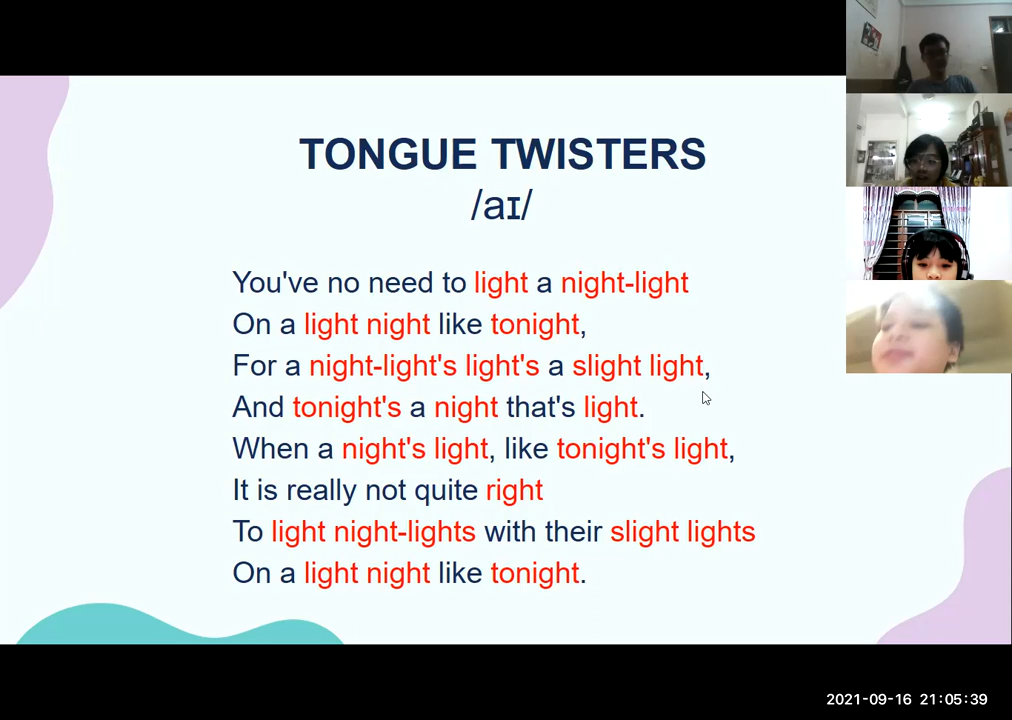 TONGUE TWISTERS
/aɪ/
You've no need to light a night-light
On a light night like tonight,
For a night-light's light's a slight light,
And tonight's a night that's light.
When a night's light, like tonight's light,
It is really not quite right
To light night-lights with their slight lights
On a light night like tonight.
2021-09-16 21:05:39